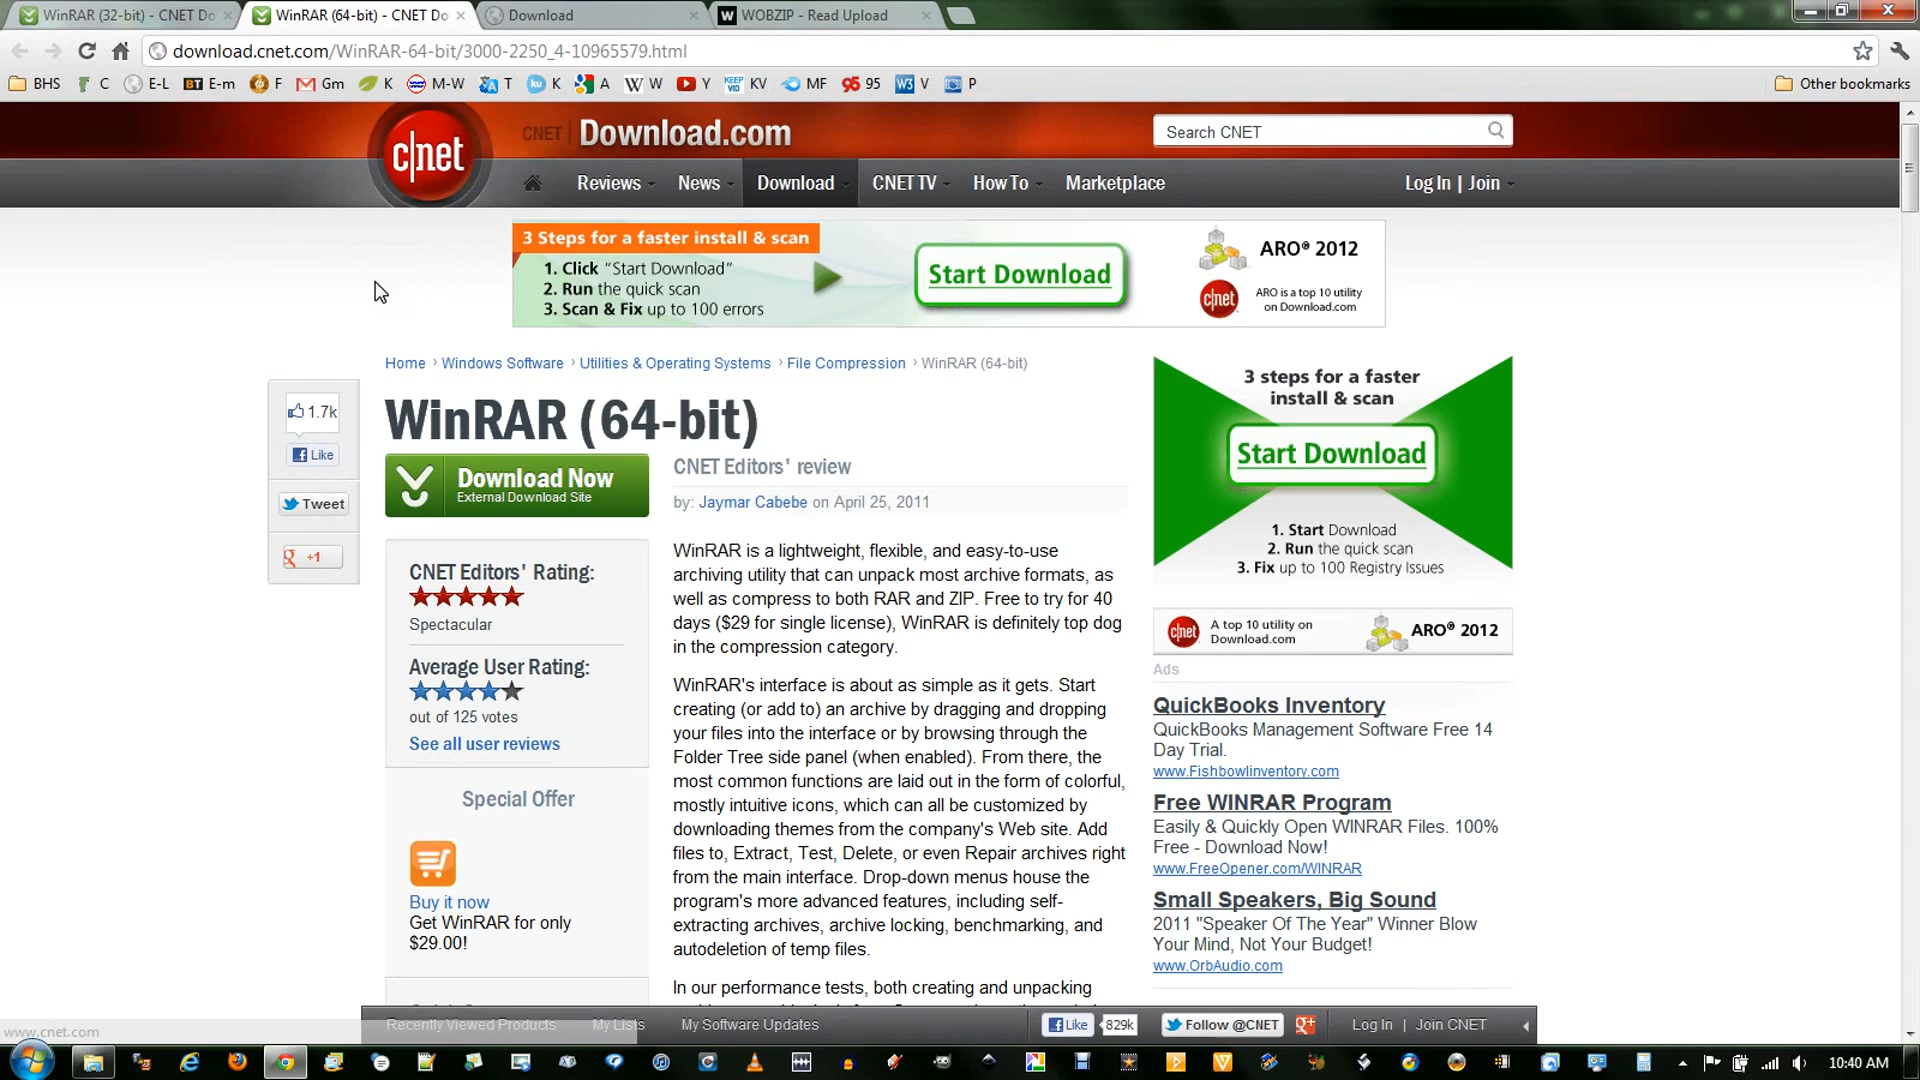 WinRAR (32-bit) - CNET Do
WinRAR (64-bit) - CNET Do
Download
WOBZIP - Read Upload
download.cnet.com/WinRAR-64-bit/3000-2250_4-10965579.html
BHS
C
E-L
BT E-m
F
Gm
K
M-W
T
ku K
A
W W
Y
KEEP VID KV
MF
95 95
W3 V
P
Other bookmarks
c|net
CNET Download.com
Search CNET
Reviews
News
Download
CNET TV
How To
Marketplace
Log In | Join
3 Steps for a faster install & scan
1. Click "Start Download"
2. Run the quick scan
3. Scan & Fix up to 100 errors
Start Download
ARO® 2012
c|net
ARO is a top 10 utility
on Download.com
Home › Windows Software › Utilities & Operating Systems › File Compression › WinRAR (64-bit)
1.7k
Like
Tweet
+1
WinRAR (64-bit)
Download Now
External Download Site
CNET Editors' Rating:
Spectacular
Average User Rating:
out of 125 votes
See all user reviews
Special Offer
Buy it now
Get WinRAR for only
$29.00!
CNET Editors' review
by: Jaymar Cabebe on April 25, 2011
WinRAR is a lightweight, flexible, and easy-to-use
archiving utility that can unpack most archive formats, as
well as compress to both RAR and ZIP. Free to try for 40
days ($29 for single license), WinRAR is definitely top dog
in the compression category.
WinRAR's interface is about as simple as it gets. Start
creating (or add to) an archive by dragging and dropping
your files into the interface or by browsing through the
Folder Tree side panel (when enabled). From there, the
most common functions are laid out in the form of colorful,
mostly intuitive icons, which can all be customized by
downloading themes from the company's Web site. Add
files to, Extract, Test, Delete, or even Repair archives right
from the main interface. Drop-down menus house the
program's more advanced features, including self-
extracting archives, archive locking, benchmarking, and
autodeletion of temp files.
In our performance tests, both creating and unpacking
3 steps for a faster
install & scan
Start Download
1. Start Download
2. Run the quick scan
3. Fix up to 100 Registry Issues
c|net
A top 10 utility on
Download.com
ARO® 2012
Ads
QuickBooks Inventory
QuickBooks Management Software Free 14
Day Trial.
www.Fishbowlinventory.com
Free WINRAR Program
Easily & Quickly Open WINRAR Files. 100%
Free - Download Now!
www.FreeOpener.com/WINRAR
Small Speakers, Big Sound
2011 "Speaker Of The Year" Winner Blow
Your Mind, Not Your Budget!
www.OrbAudio.com
www.cnet.com
Recently Viewed Products
My Lists
My Software Updates
Like
829k
Follow @CNET
Log In | Join CNET
10:40 AM